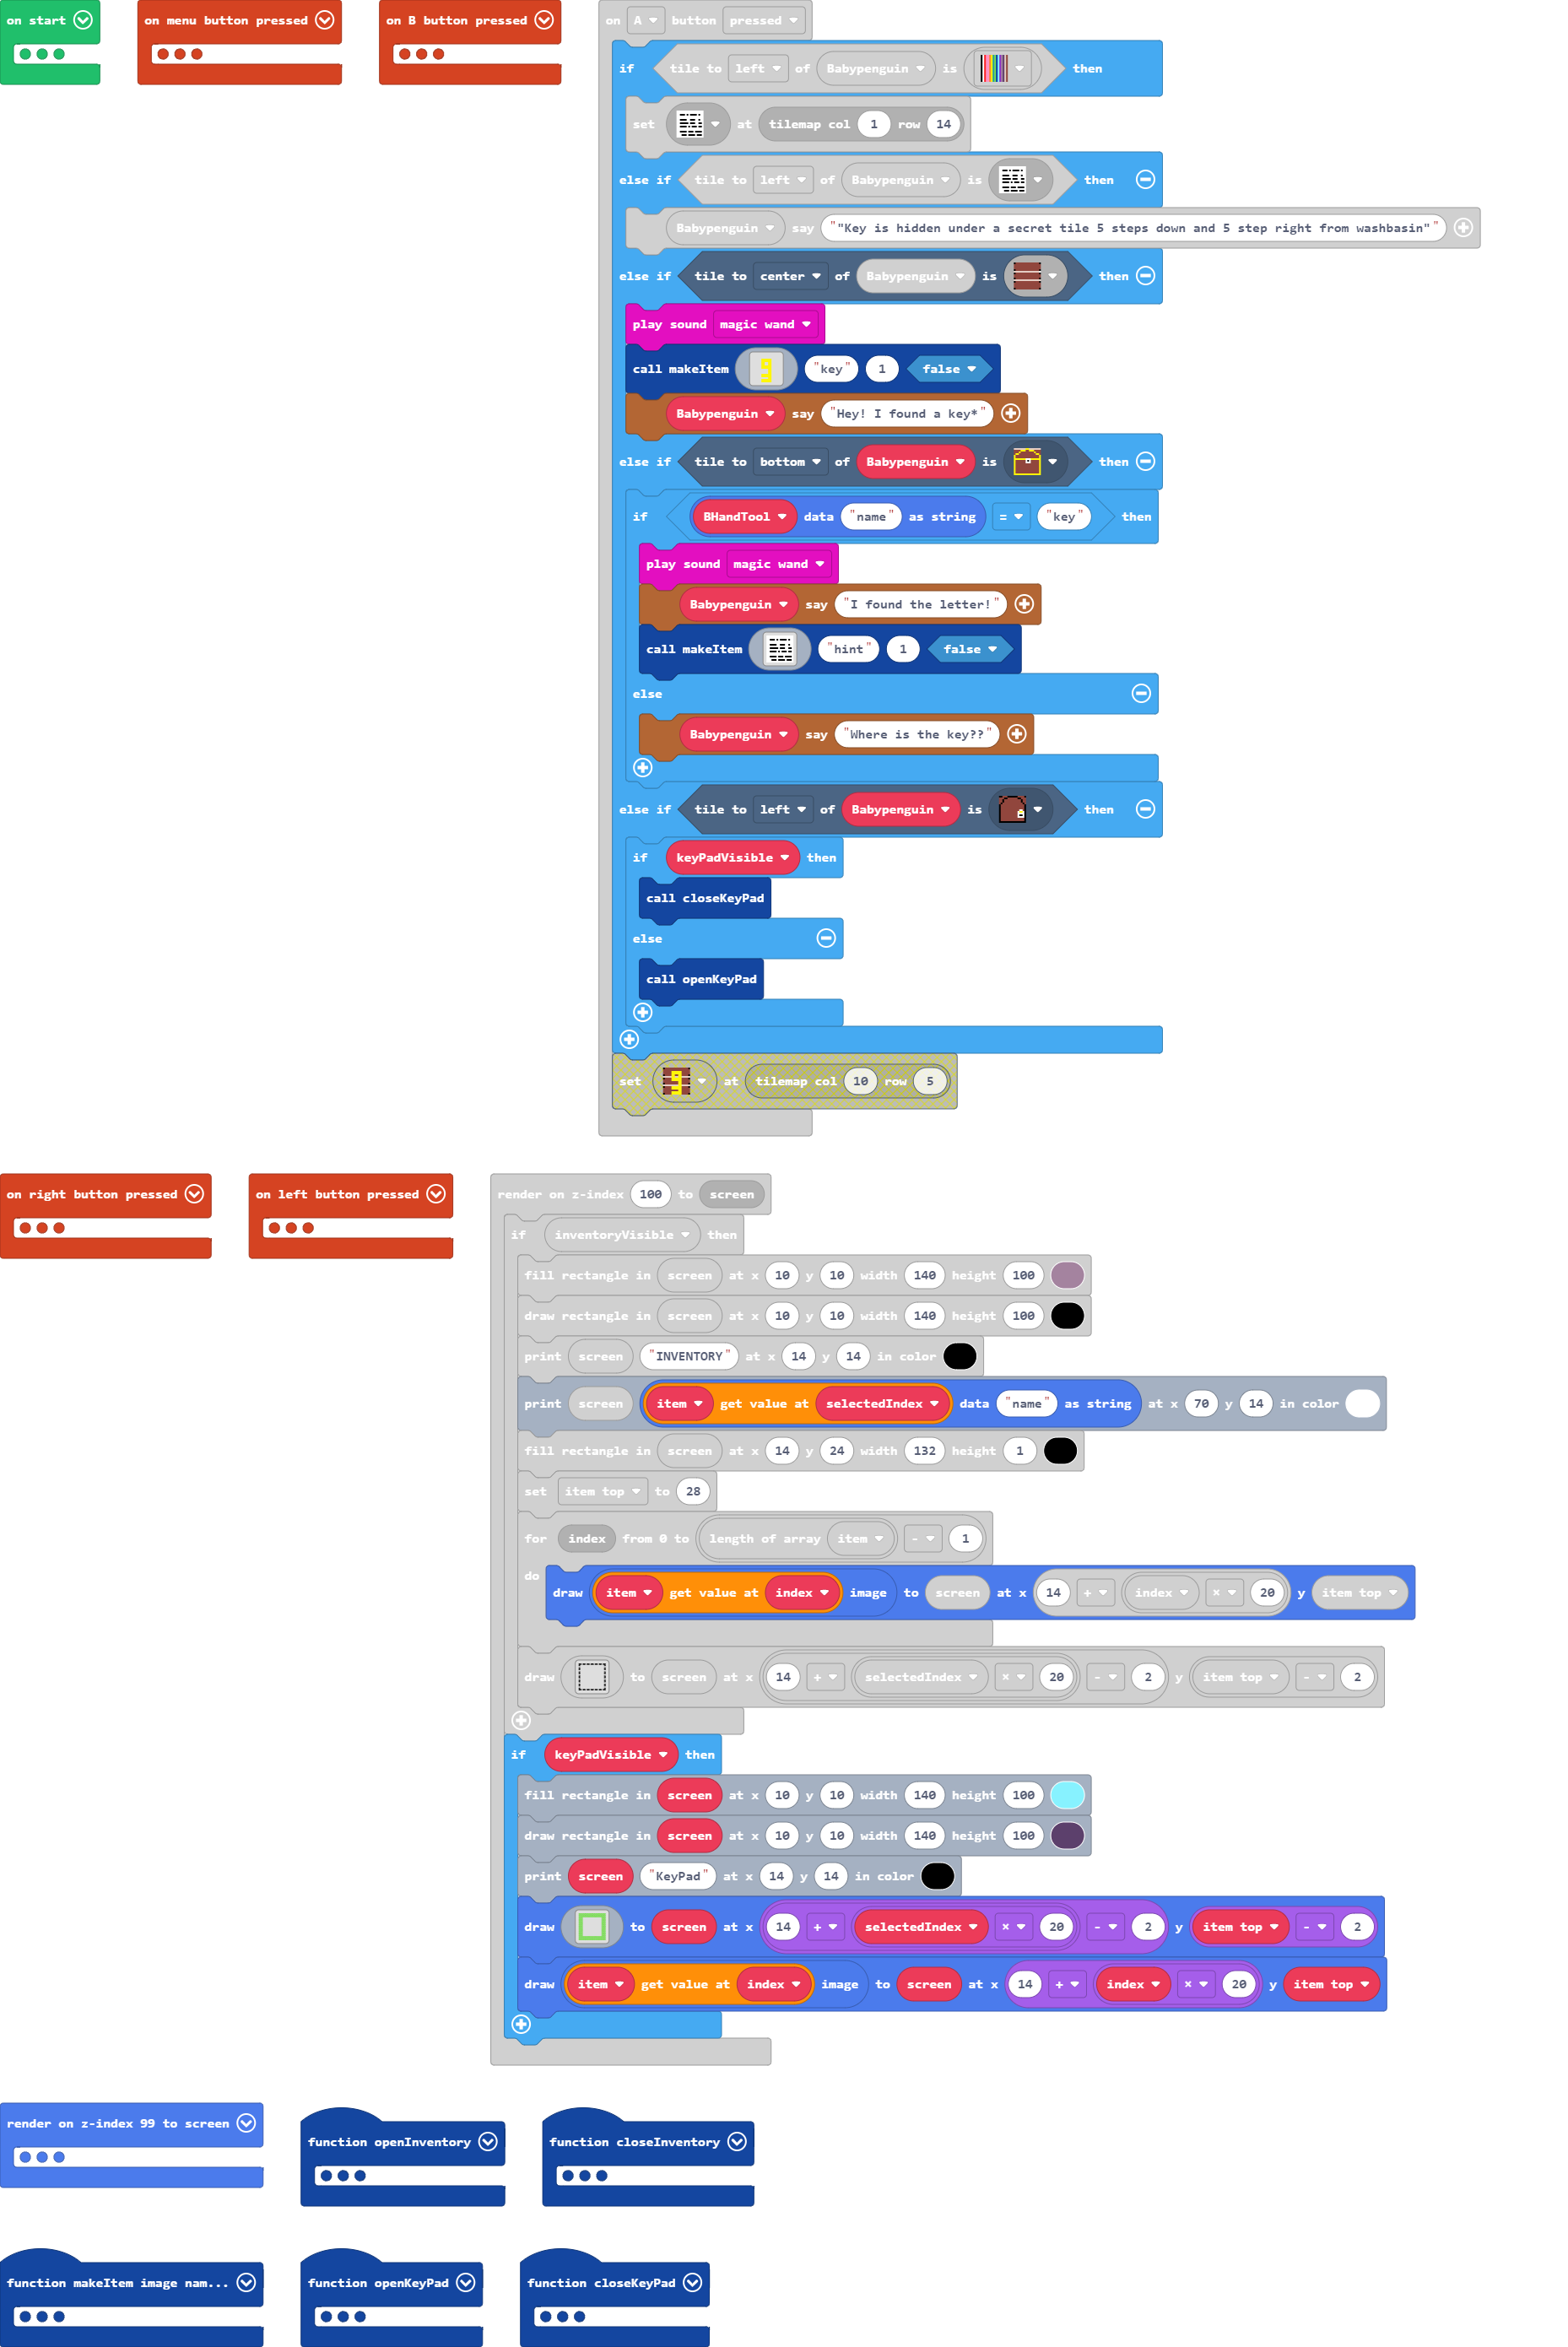 on start
on menu button pressed
on B button pressed
on A button pressed
if tile to left of Babypenguin is then
set at tilemap col 1 row 14
else if tile to left of Babypenguin is then
Babypenguin say ""Key is hidden under a secret tile 5 steps down and 5 step right from washbasin""
else if tile to center of Babypenguin is then
play sound magic wand
call makeItem "key" 1 false
Babypenguin say "Hey! I found a key*"
else if tile to bottom of Babypenguin is then
if BHandTool data "name" as string = "key" then
play sound magic wand
Babypenguin say "I found the letter!"
call makeItem "hint" 1 false
else
Babypenguin say "Where is the key??"
else if tile to left of Babypenguin is then
if keyPadVisible then
call closeKeyPad
else
call openKeyPad
set at tilemap col 10 row 5
on right button pressed
on left button pressed
render on z-index 100 to screen
if inventoryVisible then
fill rectangle in screen at x 10 y 10 width 140 height 100
draw rectangle in screen at x 10 y 10 width 140 height 100
print screen "INVENTORY" at x 14 y 14 in color
print screen item get value at selectedIndex data "name" as string at x 70 y 14 in color
fill rectangle in screen at x 14 y 24 width 132 height 1
set item top to 28
for index from 0 to length of array item - 1
do draw item get value at index image to screen at x 14 + index × 20 y item top
draw to screen at x 14 + selectedIndex × 20 - 2 y item top - 2
if keyPadVisible then
fill rectangle in screen at x 10 y 10 width 140 height 100
draw rectangle in screen at x 10 y 10 width 140 height 100
print screen "KeyPad" at x 14 y 14 in color
draw to screen at x 14 + selectedIndex × 20 - 2 y item top - 2
draw item get value at index image to screen at x 14 + index × 20 y item top
render on z-index 99 to screen
function openInventory
function closeInventory
function makeItem image nam...
function openKeyPad
function closeKeyPad